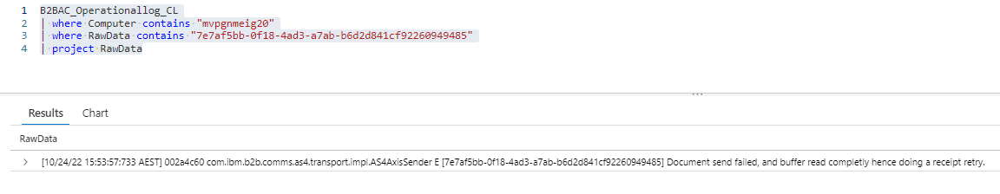 1 B2BAC_Operationallog_CL
2 | where Computer contains "mvpgnmeig20"
3 | where RawData contains "7e7af5bb-0f18-4ad3-a7ab-b6d2d841cf92260949485"
4 | project RawData
Results Chart
RawData
[10/24/22 15:53:57:733 AEST] 002a4c60 com.ibm.b2b.comms.as4.transport.impl.AS4AxisSender E [7e7af5bb-0f18-4ad3-a7ab-b6d2d841cf92260949485] Document send failed, and buffer read completly hence doing a receipt retry.